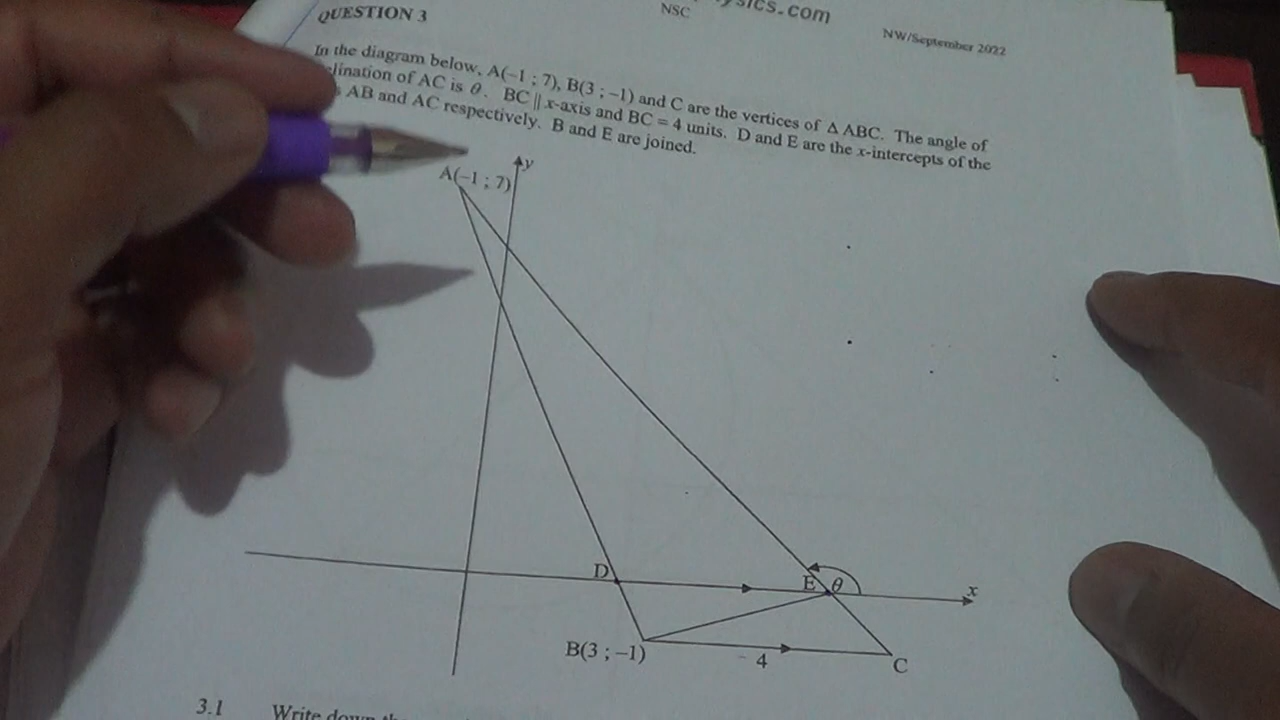 ysics.com
QUESTION 3
NSC
NW/September 2022
In the diagram below, A(−1 ; 7), B(3 ; −1) and C are the vertices of Δ ABC. The angle of
of AC is θ. BC || x-axis and BC = 4 units. D and E are the x-intercepts of the
AB and AC respectively. B and E are joined.
A(−1 ; 7)
y
D
E
θ
x
B(3 ; −1)
4
C
3.1 Write down